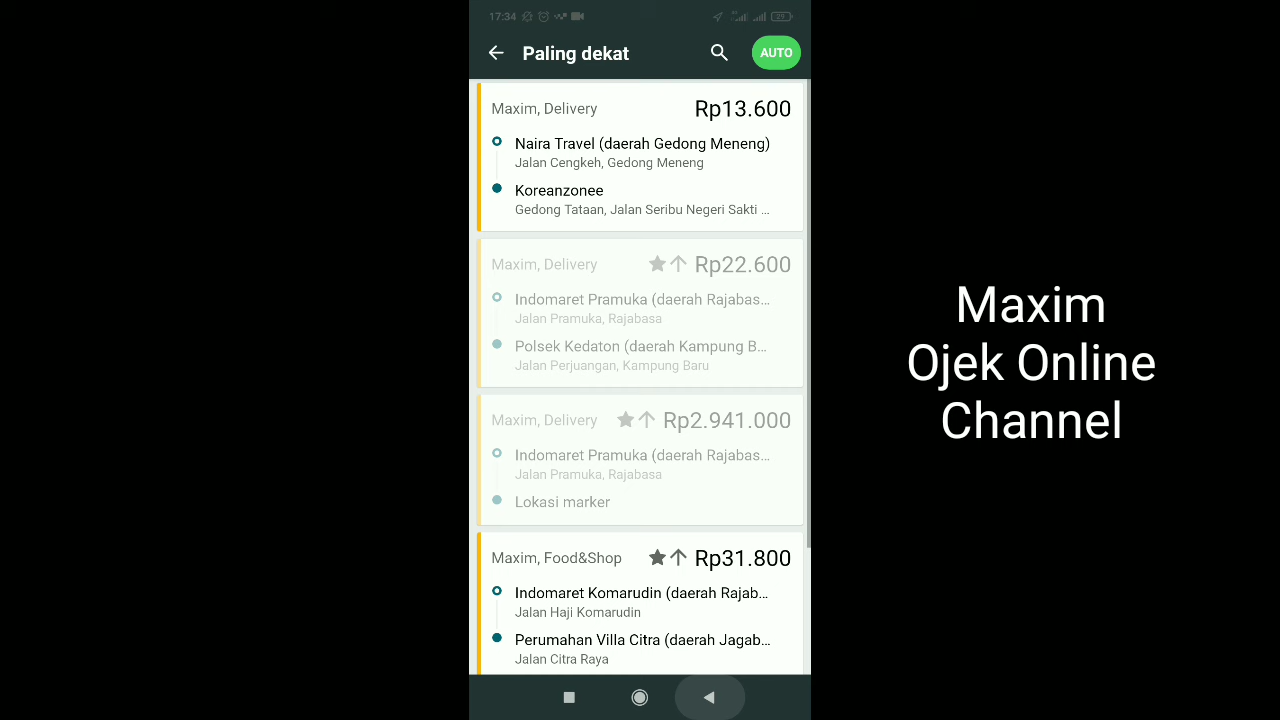 17:34
29
Paling dekat
AUTO
Maxim, Delivery
Rp13.600
Naira Travel (daerah Gedong Meneng)
Jalan Cengkeh, Gedong Meneng
Koreanzonee
Gedong Tataan, Jalan Seribu Negeri Sakti ...
Maxim, Delivery
Rp22.600
Indomaret Pramuka (daerah Rajabas...
Jalan Pramuka, Rajabasa
Polsek Kedaton (daerah Kampung B...
Jalan Perjuangan, Kampung Baru
Maxim, Delivery
Rp2.941.000
Indomaret Pramuka (daerah Rajabas...
Jalan Pramuka, Rajabasa
Lokasi marker
Maxim, Food&Shop
Rp31.800
Indomaret Komarudin (daerah Rajab...
Jalan Haji Komarudin
Perumahan Villa Citra (daerah Jagab...
Jalan Citra Raya
Maxim
Ojek Online
Channel